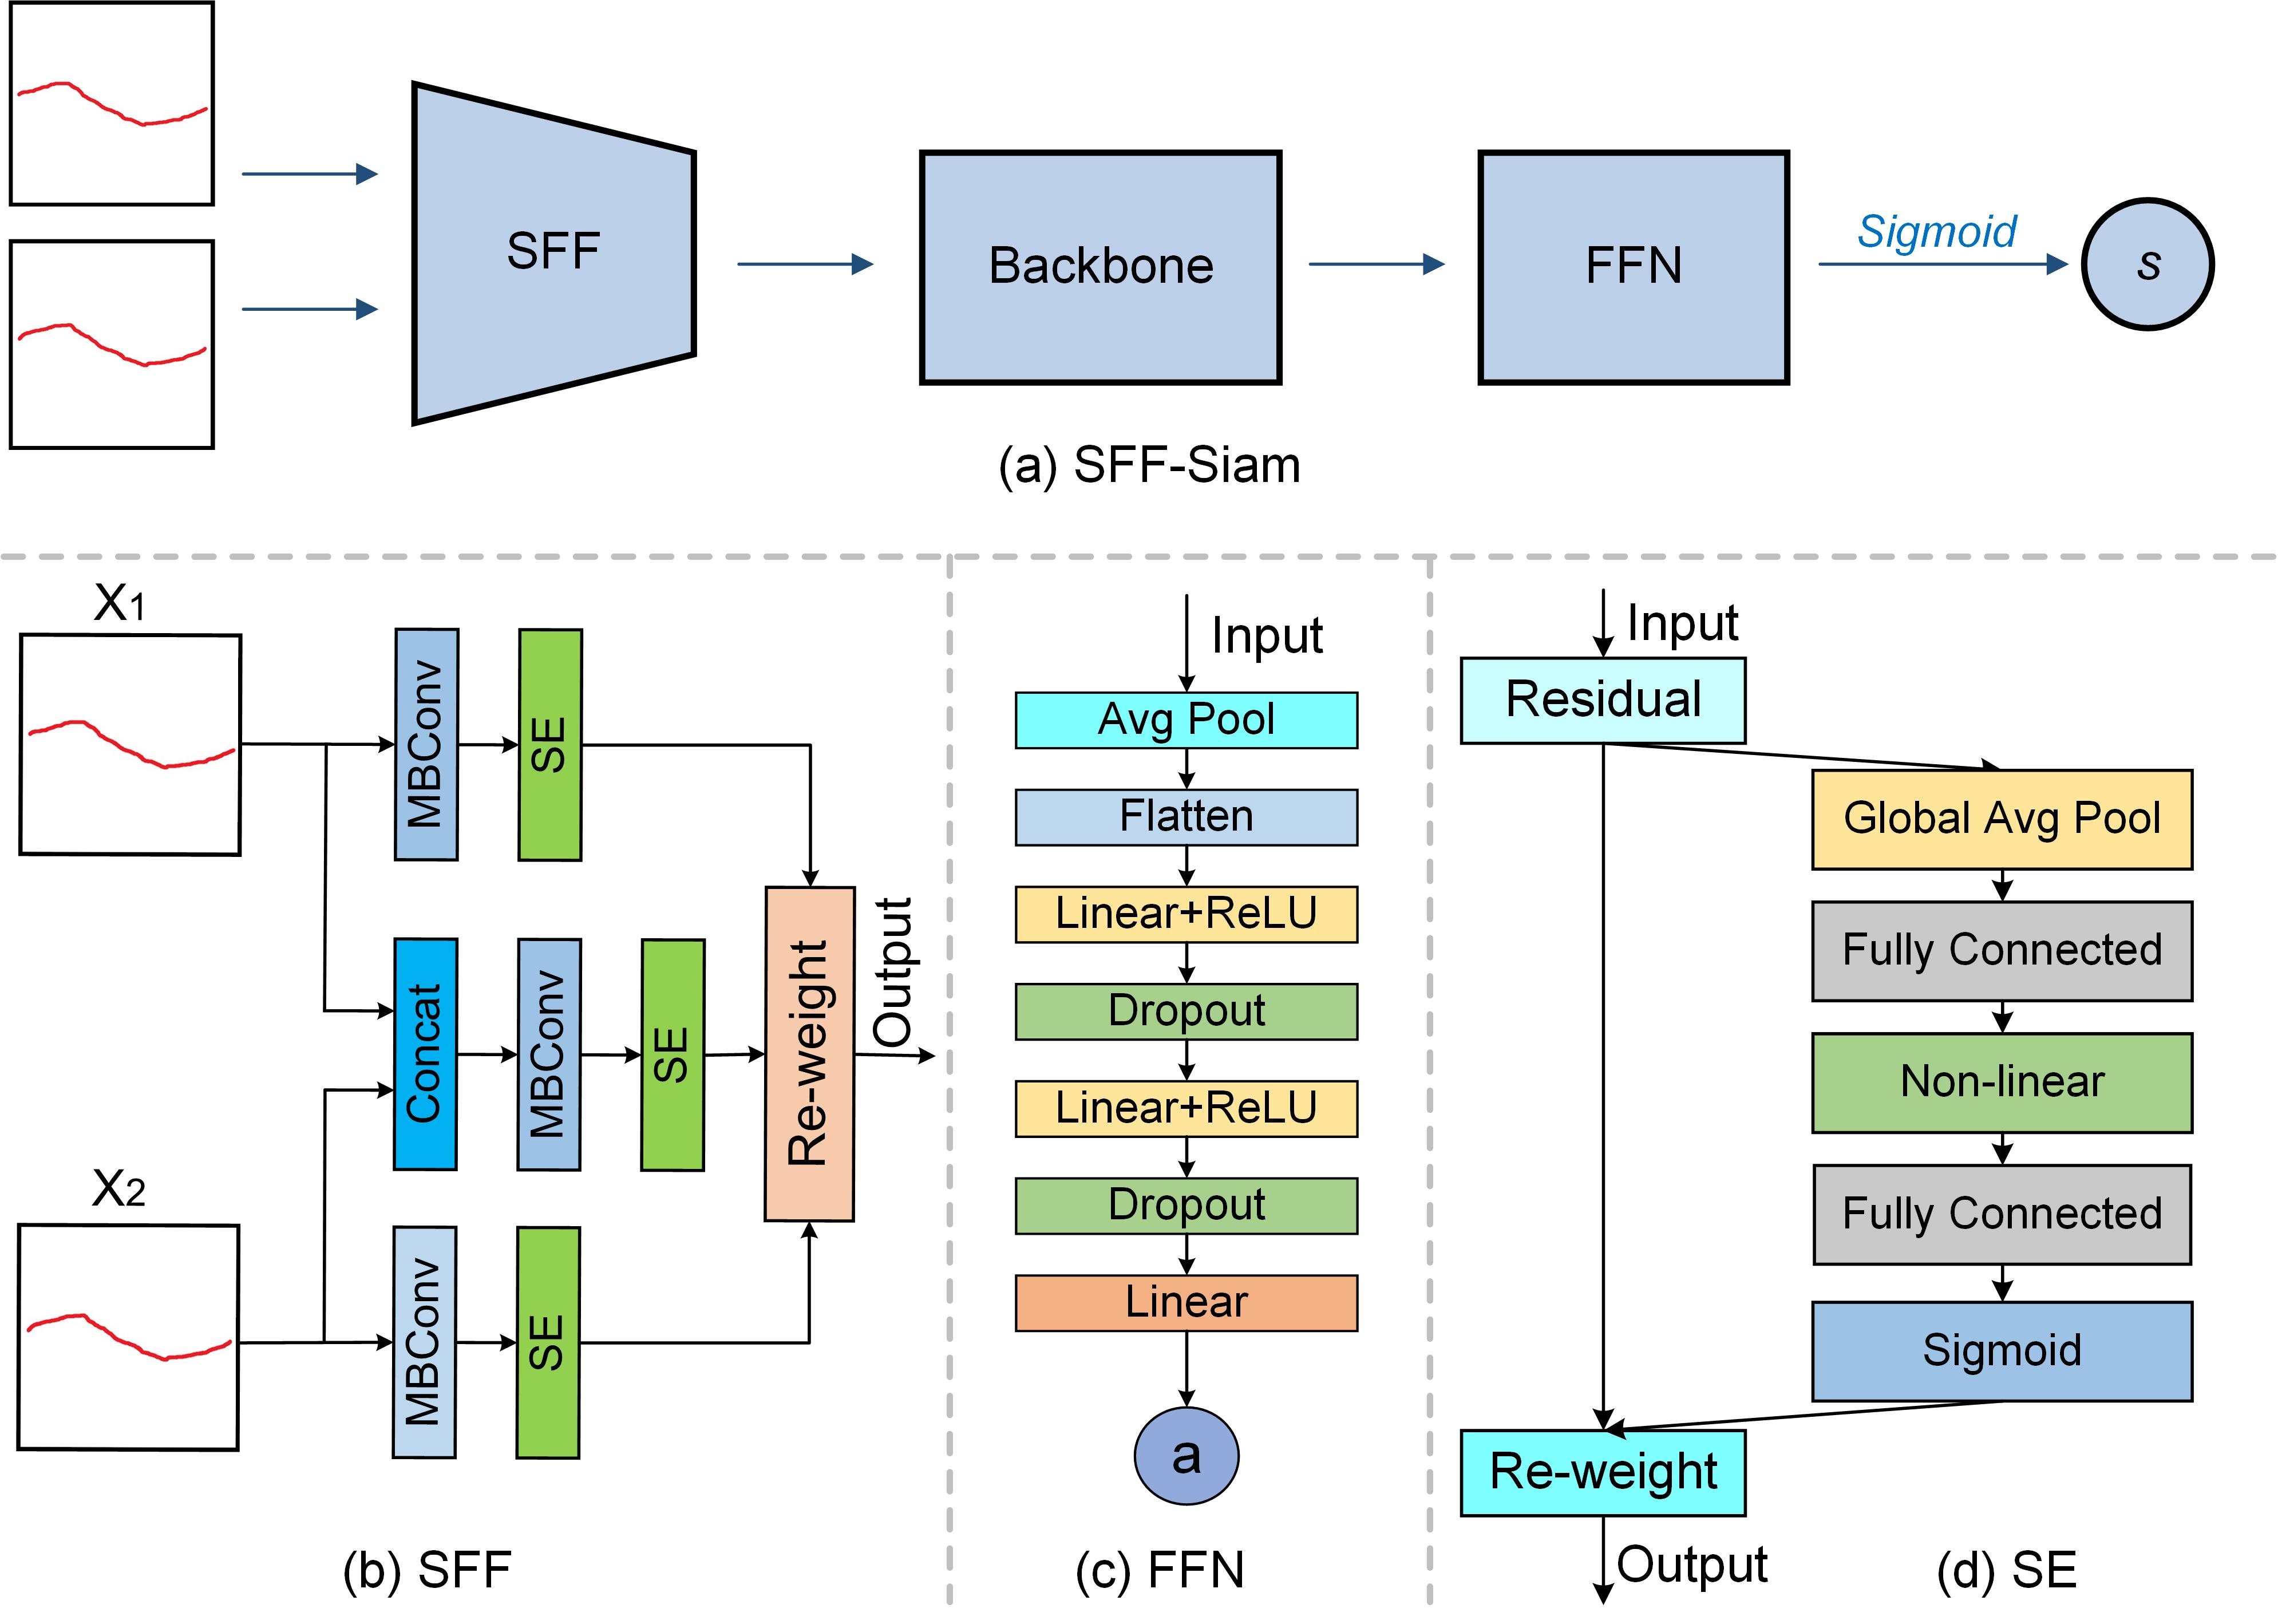 SFF
Backbone
FFN
Sigmoid
s
(a) SFF-Siam
X1
MBConv
SE
Concat
MBConv
SE
Re-weight
Output
X2
MBConv
SE
(b) SFF
Input
Avg Pool
Flatten
Linear+ReLU
Dropout
Linear+ReLU
Dropout
Linear
a
(c) FFN
Input
Residual
Global Avg Pool
Fully Connected
Non-linear
Fully Connected
Sigmoid
Re-weight
Output
(d) SE